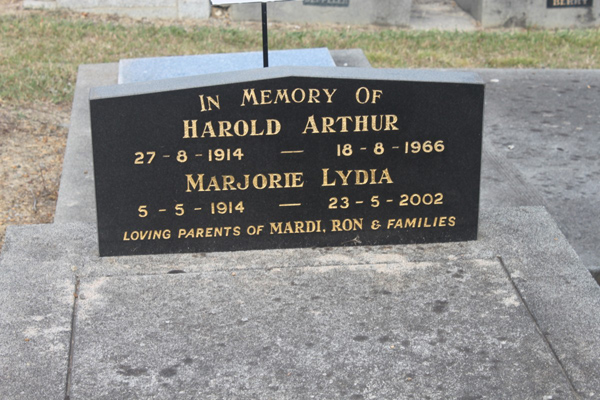 BERRY
IN MEMORY OF
HAROLD ARTHUR
27 - 8 - 1914 — 18 - 8 - 1966
MARJORIE LYDIA
5 - 5 - 1914 — 23 - 5 - 2002
LOVING PARENTS OF MARDI, RON & FAMILIES